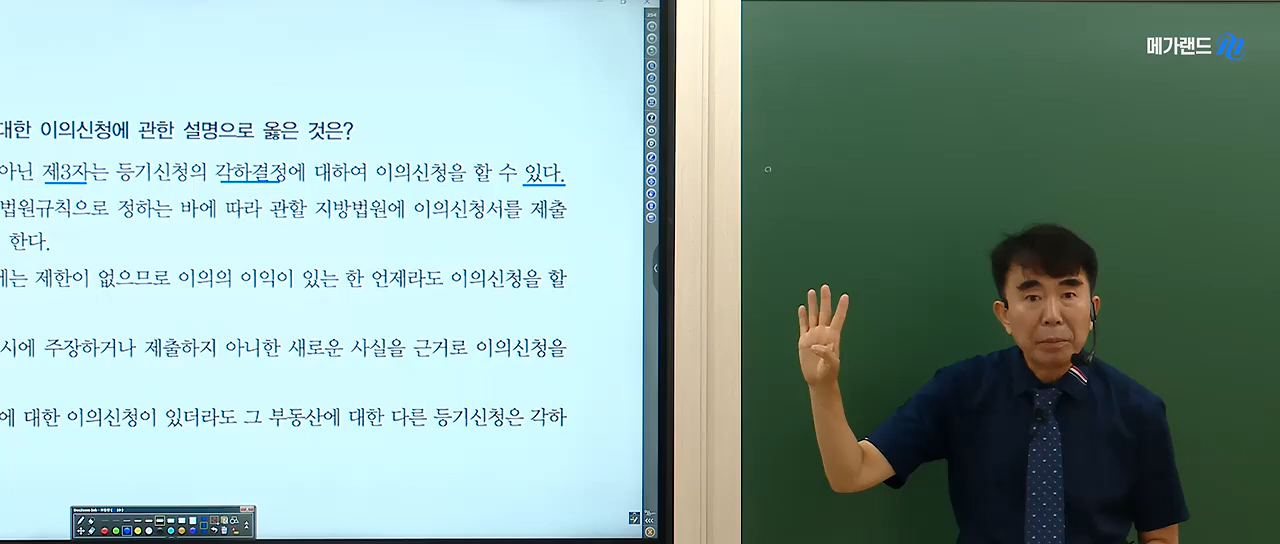 대한 이의신청에 관한 설명으로 옳은 것은?
아닌 제3자는 등기신청의 각하결정에 대하여 이의신청을 할 수 있다.
법원규칙으로 정하는 바에 따라 관할 지방법원에 이의신청서를 제출
한다.
에는 제한이 없으므로 이의의 이익이 있는 한 언제라도 이의신청을 할
시에 주장하거나 제출하지 아니한 새로운 사실을 근거로 이의신청을
에 대한 이의신청이 있더라도 그 부동산에 대한 다른 등기신청은 각하
메가랜드